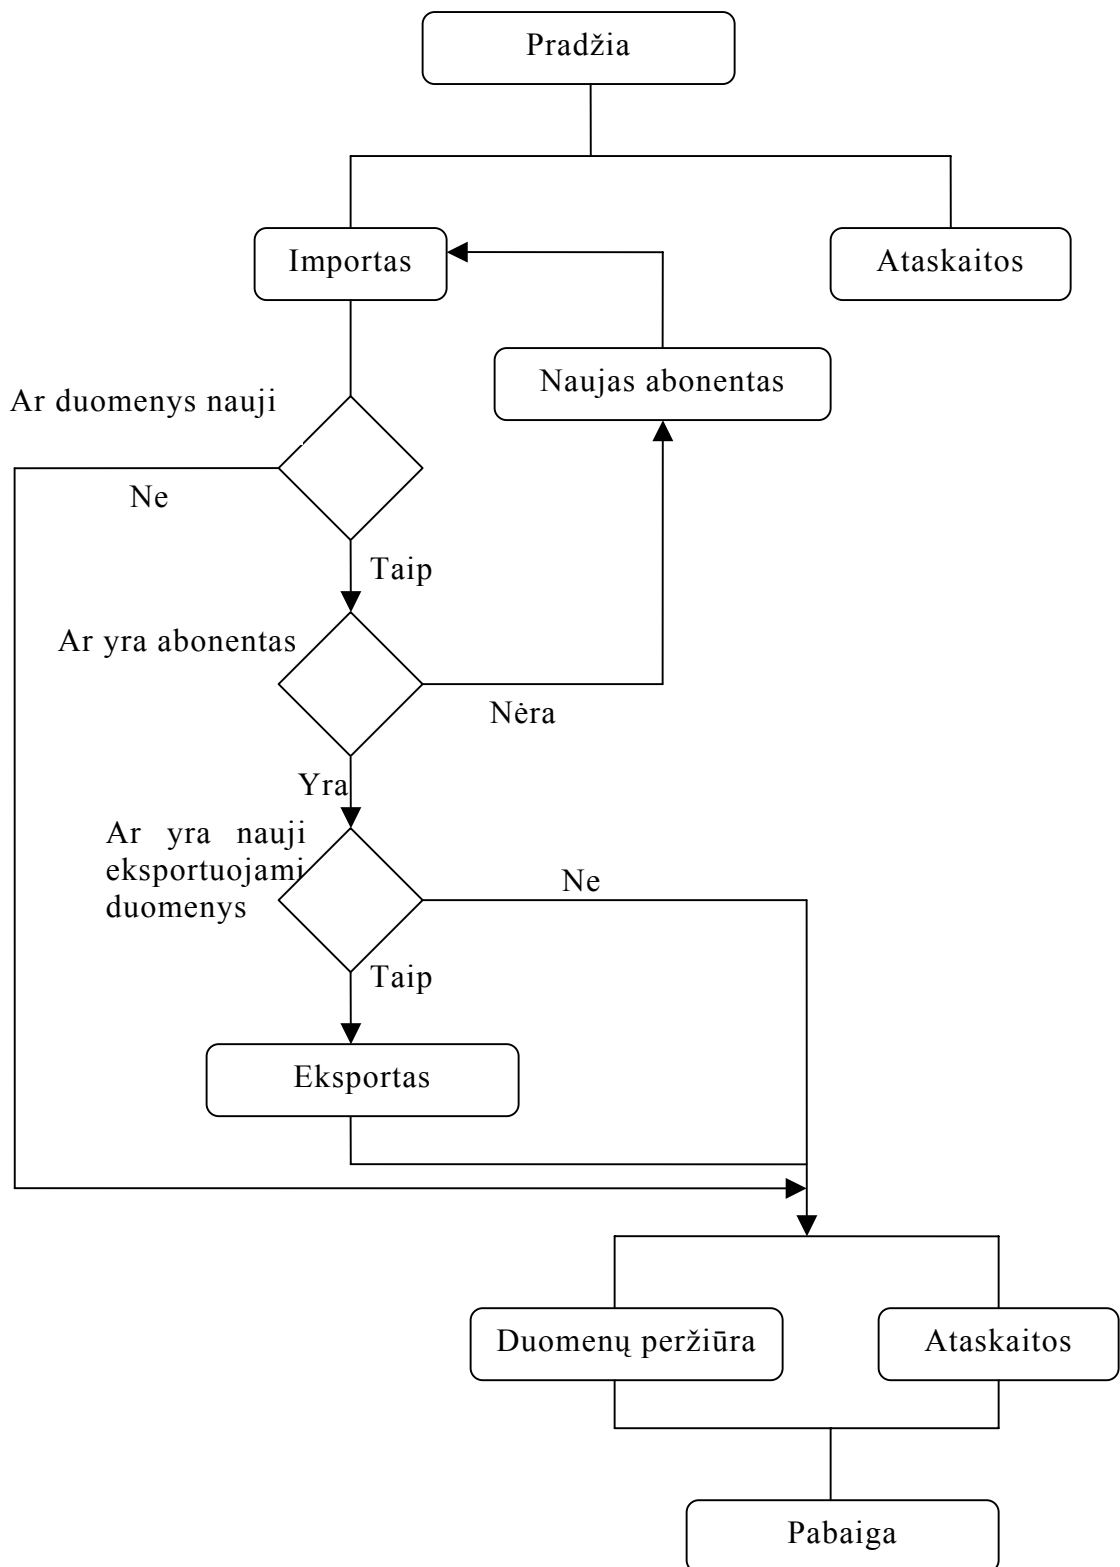 Pradžia
Importas
Ataskaitos
Naujas abonentas
Ar duomenys nauji
Ne
Taip
Ar yra abonentas
Nėra
Yra
Ar yra nauji
eksportuojami
duomenys
Ne
Taip
Eksportas
Duomenų peržiūra
Ataskaitos
Pabaiga